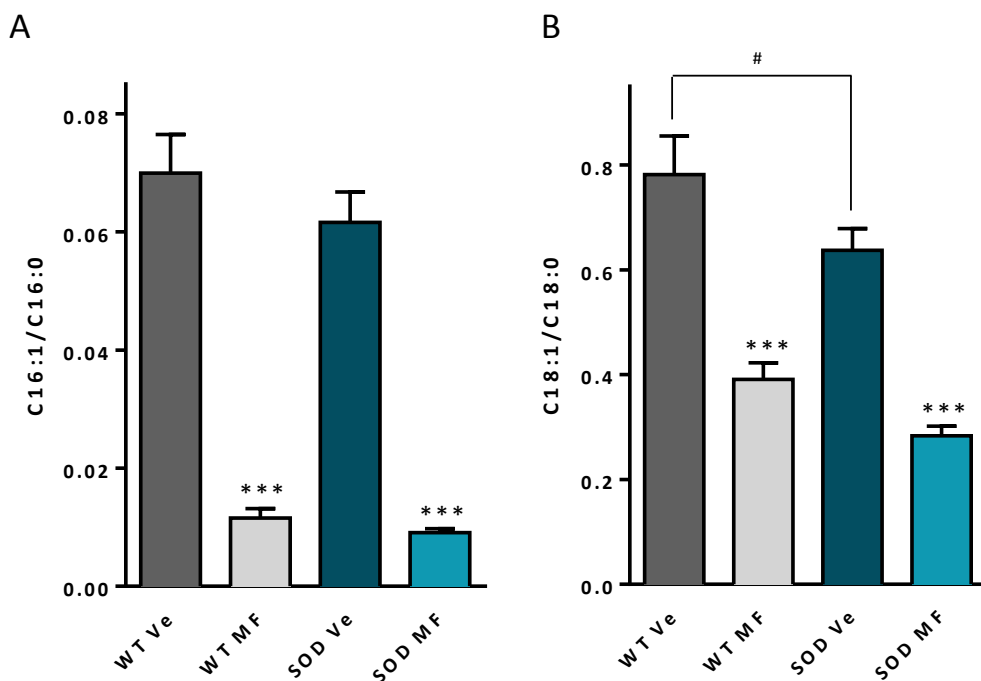 A
C16:1/C16:0
0.08
0.06
0.04
0.02
0.00
***
***
WT Ve
WT MF
SOD Ve
SOD MF
B
#
C18:1/C18:0
0.8
0.6
0.4
0.2
0.0
***
***
WT Ve
WT MF
SOD Ve
SOD MF